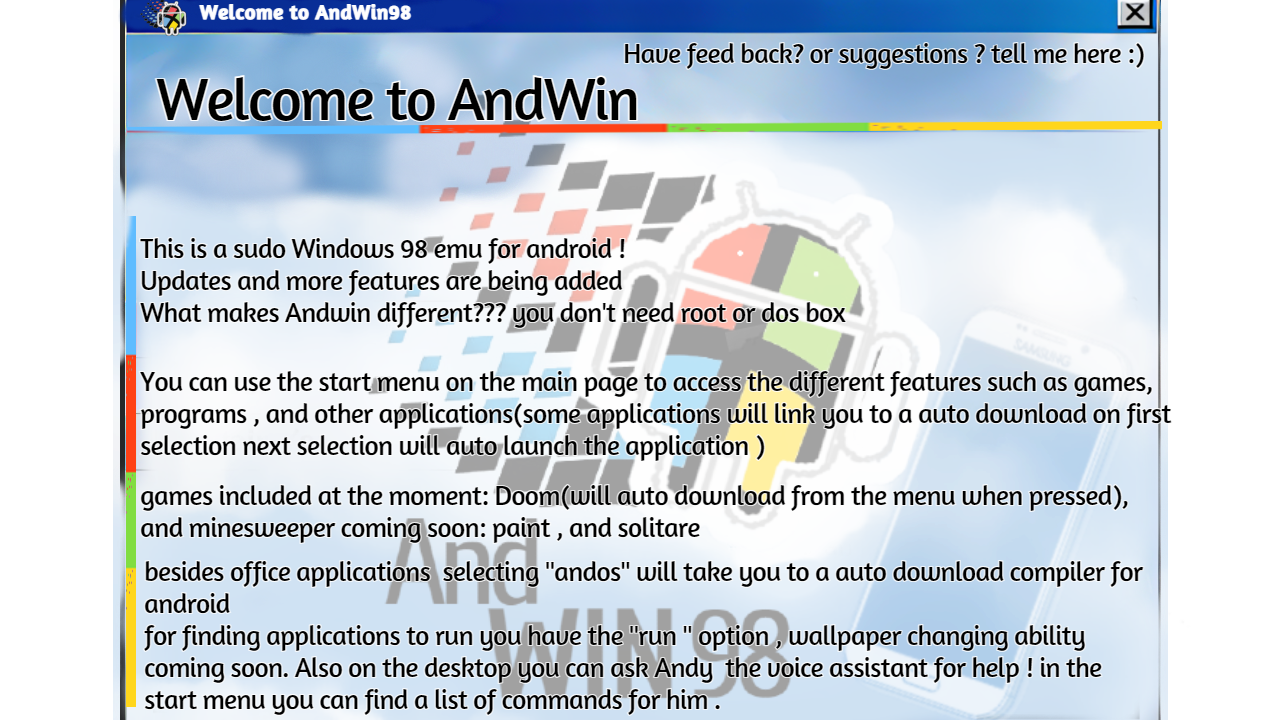 Welcome to AndWin98
Have feed back? or suggestions ? tell me here :)
Welcome to AndWin
This is a sudo Windows 98 emu for android !
Updates and more features are being added
What makes Andwin different??? you don't need root or dos box
SAMSUNG
You can use the start menu on the main page to access the different features such as games,
programs , and other applications(some applications will link you to a auto download on first
selection next selection will auto launch the application )
games included at the moment: Doom(will auto download from the menu when pressed),
and minesweeper coming soon: paint , and solitare
And
WIN 98
besides office applications  selecting "andos" will take you to a auto download compiler for
android
for finding applications to run you have the "run " option , wallpaper changing ability
coming soon. Also on the desktop you can ask Andy  the voice assistant for help ! in the
start menu you can find a list of commands for him .